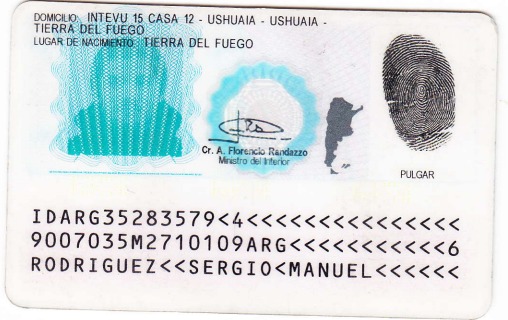 DOMICILIO: INTEVU 15 CASA 12 - USHUAIA - USHUAIA -
TIERRA DEL FUEGO
LUGAR DE NACIMIENTO: TIERRA DEL FUEGO
Cr. A. Florencio Randazzo
Ministro del Interior
PULGAR
IDARG35283579<4<<<<<<<<<<<<<<<
9007035M2710109ARG<<<<<<<<<<<6
RODRIGUEZ<<SERGIO<MANUEL<<<<<<